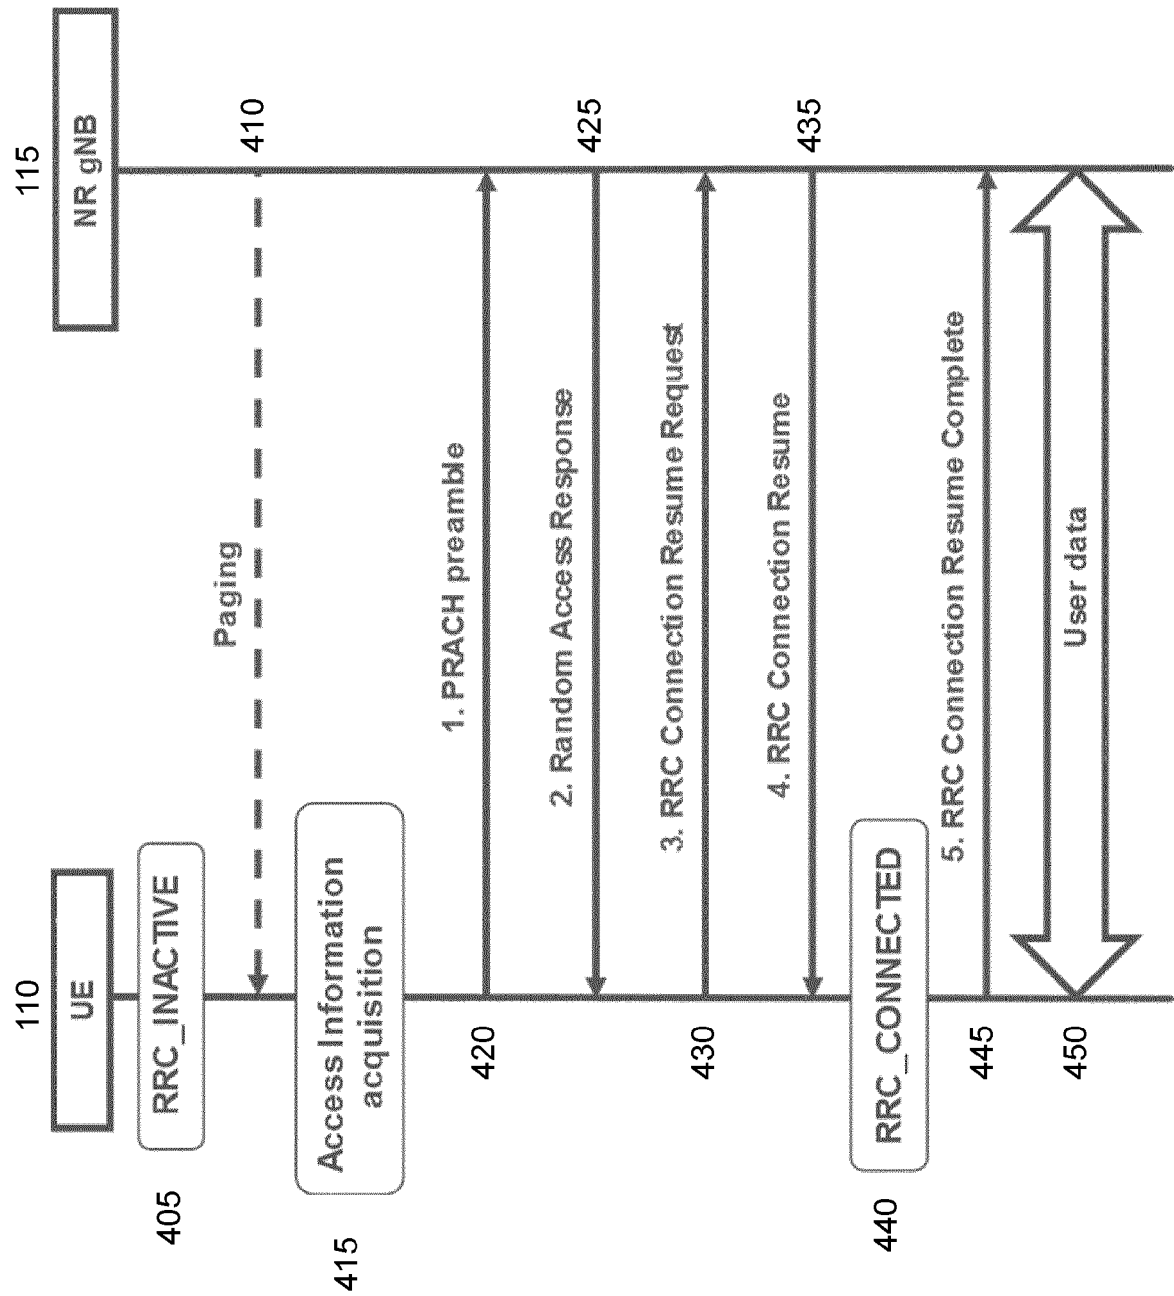 110
115
UE
NR gNB
405
RRC_INACTIVE
Paging
410
415
Access Information
acquisition
1. PRACH preamble
420
2. Random Access Response
425
3. RRC Connection Resume Request
430
4. RRC Connection Resume
435
440
RRC_CONNECTED
5. RRC Connection Resume Complete
445
User data
450